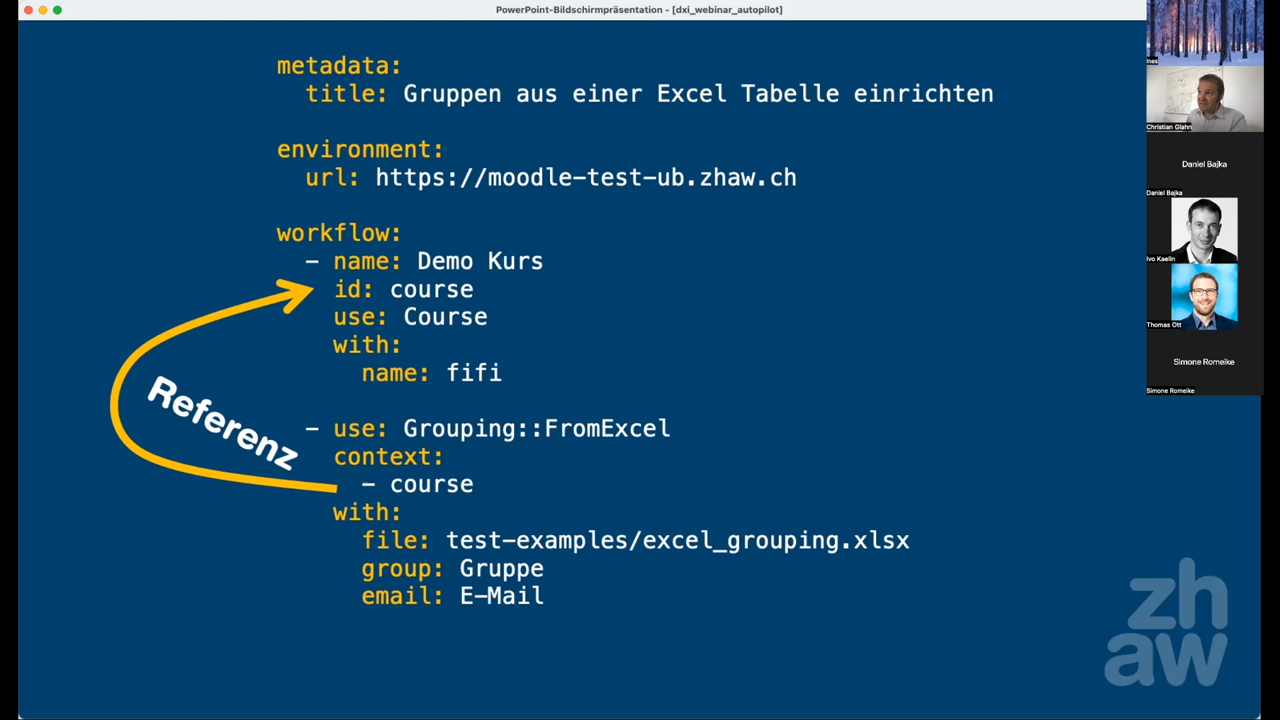 PowerPoint-Bildschirmpräsentation - [dxi_webinar_autopilot]
metadata:
title: Gruppen aus einer Excel Tabelle einrichten
environment:
url: https://moodle-test-ub.zhaw.ch
workflow:
- name: Demo Kurs
id: course
use: Course
with:
name: fifi
- use: Grouping::FromExcel
context:
- course
with:
file: test-examples/excel_grouping.xlsx
group: Gruppe
email: E-Mail
Referenz
zh
aw
Ines
Christian Glahn
Daniel Bajka
Daniel Bajka
Ivo Kaelin
Thomas Ott
Simone Romeike
Simone Romeike